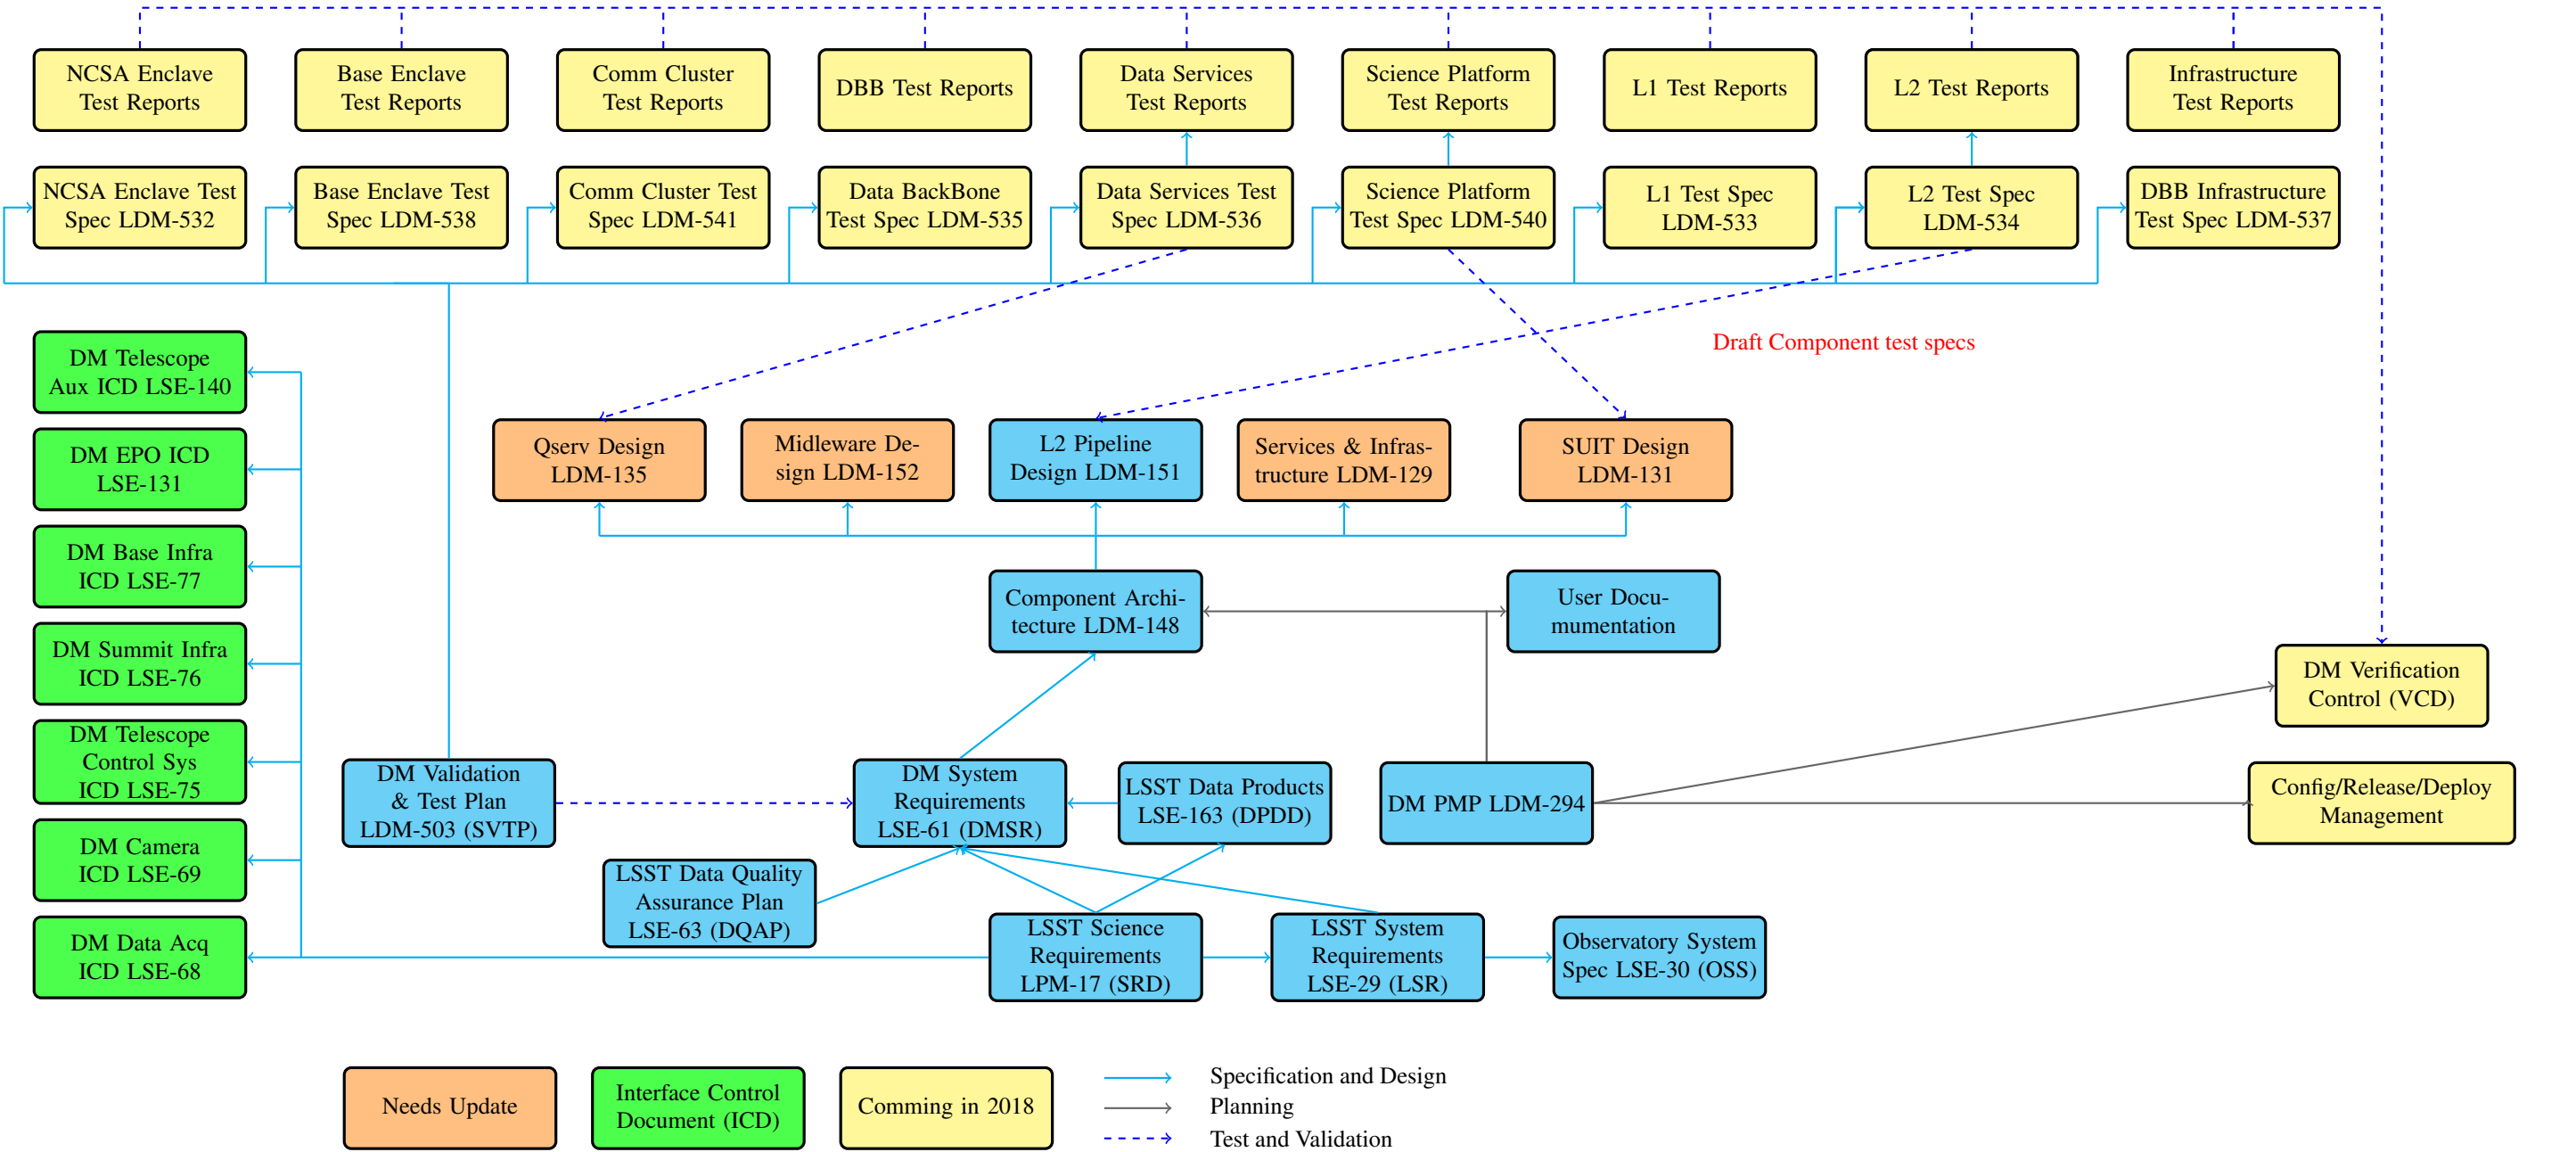 NCSA Enclave
Test Reports
Base Enclave
Test Reports
Comm Cluster
Test Reports
DBB Test Reports
Data Services
Test Reports
Science Platform
Test Reports
L1 Test Reports
L2 Test Reports
Infrastructure
Test Reports
NCSA Enclave Test
Spec LDM-532
Base Enclave Test
Spec LDM-538
Comm Cluster Test
Spec LDM-541
Data BackBone
Test Spec LDM-535
Data Services Test
Spec LDM-536
Science Platform
Test Spec LDM-540
L1 Test Spec
LDM-533
L2 Test Spec
LDM-534
DBB Infrastructure
Test Spec LDM-537
Draft Component test specs
DM Telescope
Aux ICD LSE-140
DM EPO ICD
LSE-131
DM Base Infra
ICD LSE-77
DM Summit Infra
ICD LSE-76
DM Telescope
Control Sys
ICD LSE-75
DM Camera
ICD LSE-69
DM Data Acq
ICD LSE-68
Qserv Design
LDM-135
Midleware De-
sign LDM-152
L2 Pipeline
Design LDM-151
Services & Infras-
tructure LDM-129
SUIT Design
LDM-131
Component Archi-
tecture LDM-148
User Docu-
mumentation
DM Verification
Control (VCD)
DM Validation
& Test Plan
LDM-503 (SVTP)
DM System
Requirements
LSE-61 (DMSR)
LSST Data Products
LSE-163 (DPDD)
DM PMP LDM-294
Config/Release/Deploy
Management
LSST Data Quality
Assurance Plan
LSE-63 (DQAP)
LSST Science
Requirements
LPM-17 (SRD)
LSST System
Requirements
LSE-29 (LSR)
Observatory System
Spec LSE-30 (OSS)
Needs Update
Interface Control
Document (ICD)
Comming in 2018
Specification and Design
Planning
Test and Validation